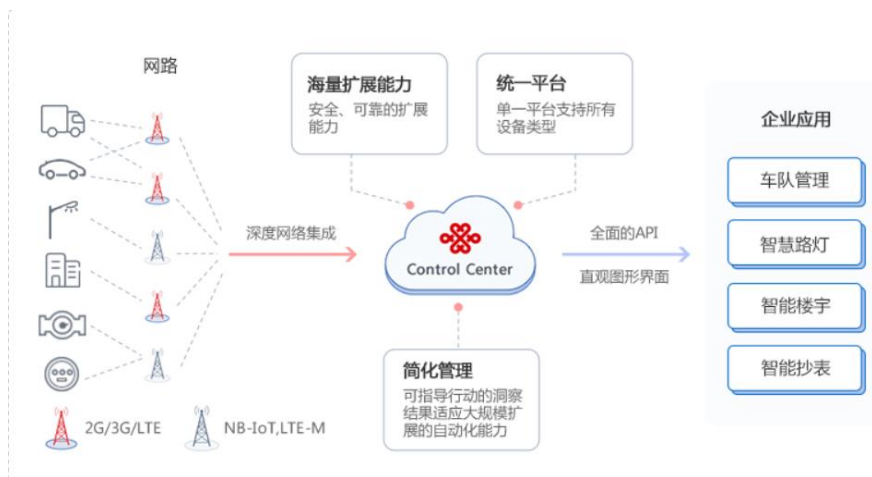 网路
海量扩展能力
安全、可靠的扩展
能力
统一平台
单一平台支持所有
设备类型
企业应用
车队管理
智慧路灯
智能楼宇
智能抄表
深度网络集成
Control Center
全面的API
直观图形界面
简化管理
可指导行动的洞察
结果适应大规模扩
展的自动化能力
2G/3G/LTE
NB-IoT,LTE-M